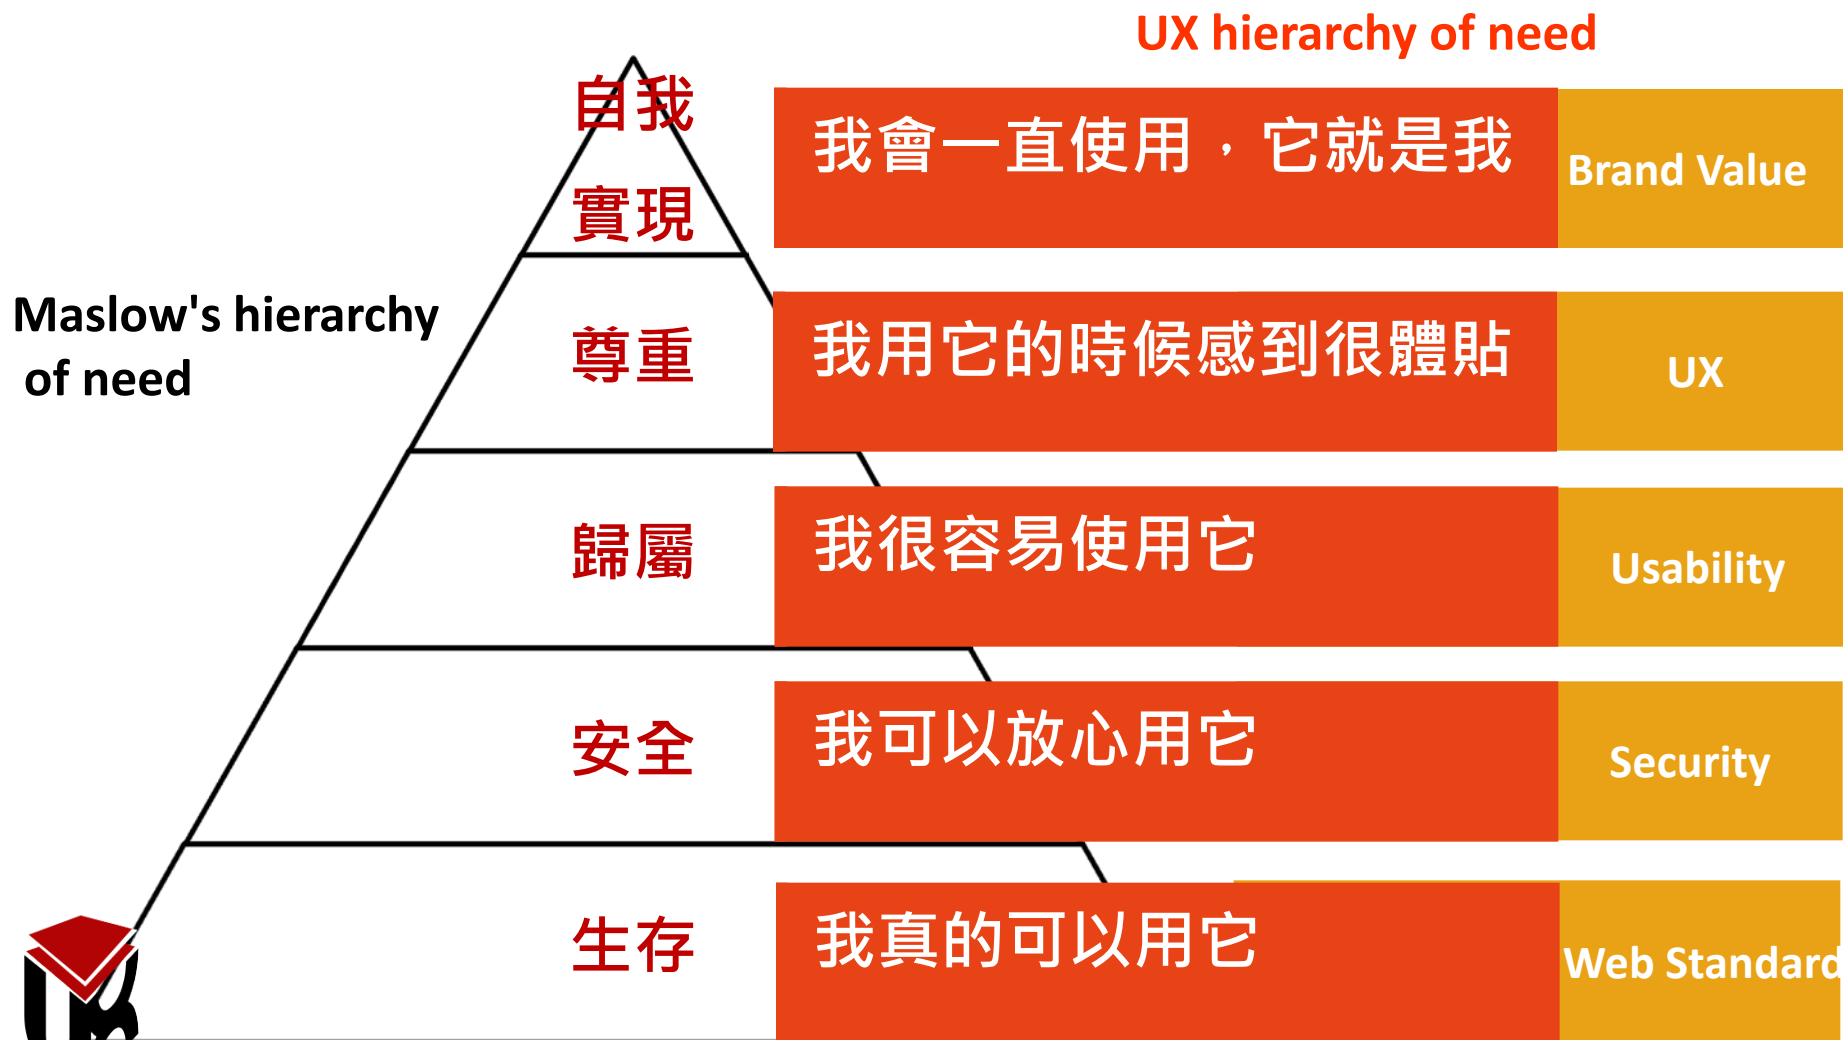 UX hierarchy of need
自我
實現
我會一直使用，它就是我
Brand Value
Maslow's hierarchy
of need
尊重
我用它的時候感到很體貼
UX
歸屬
我很容易使用它
Usability
安全
我可以放心用它
Security
生存
我真的可以用它
Web Standard